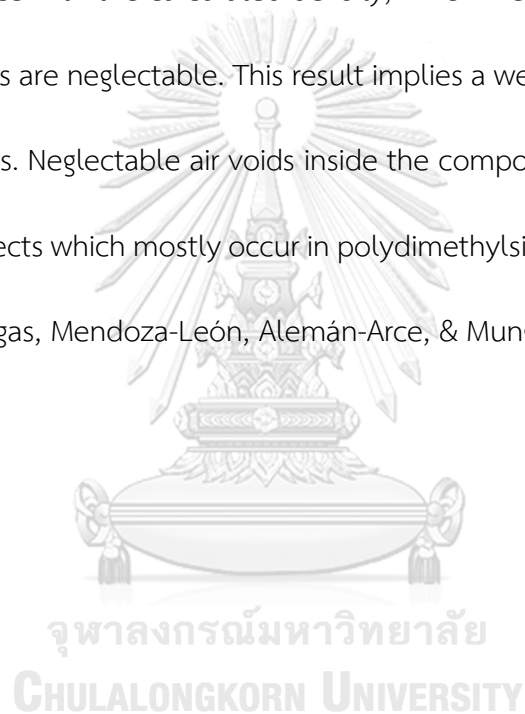 s are neglectable. This result implies a we
s. Neglectable air voids inside the compo
ects which mostly occur in polydimethylsi
gas, Mendoza-León, Alemán-Arce, & Mun
จุฬาลงกรณ์มหาวิทยาลัย
CHULALONGKORN UNIVERSITY